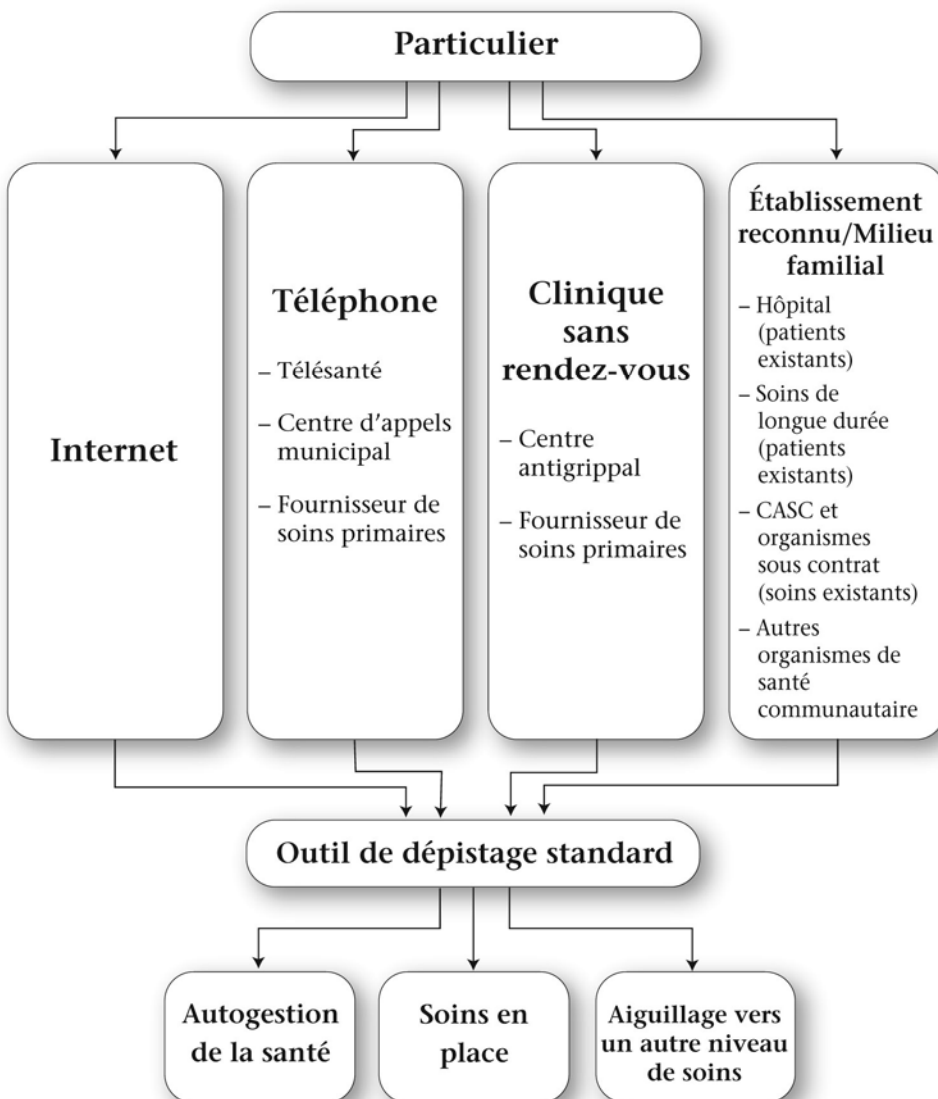 Particulier
Internet
Téléphone
– Télésanté
– Centre d'appels
municipal
– Fournisseur de
soins primaires
Clinique
sans
rendez-vous
– Centre
antigrippal
– Fournisseur de
soins primaires
Établissement
reconnu/Milieu
familial
– Hôpital
(patients
existants)
– Soins de
longue durée
(patients
existants)
– CASC et
organismes
sous contrat
(soins existants)
– Autres
organismes de
santé
communautaire
Outil de dépistage standard
Autogestion
de la santé
Soins en
place
Aiguillage vers
un autre niveau
de soins